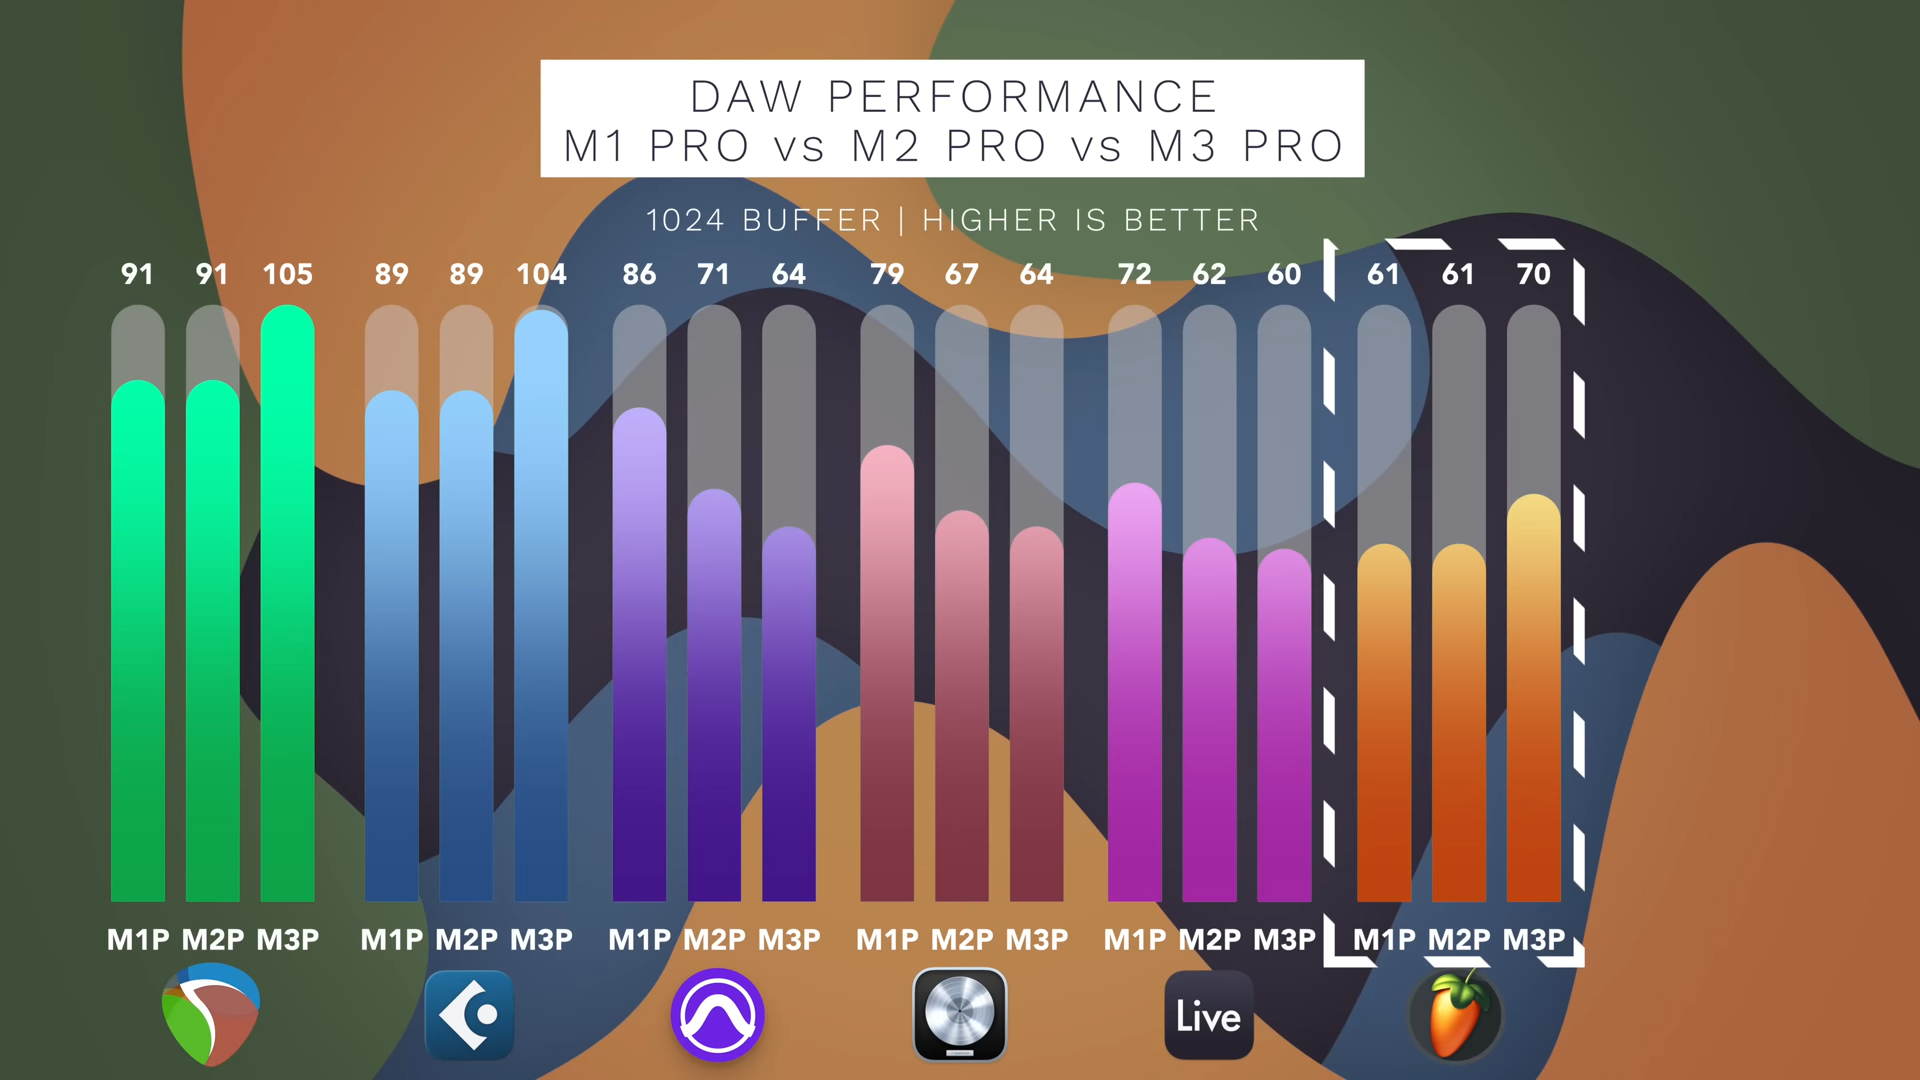 DAW PERFORMANCE
M1 PRO vs M2 PRO vs M3 PRO
1024 BUFFER | HIGHER IS BETTER
91 91 105 89 89 104 86 71 64 79 67 64 72 62 60 61 61 70
M1P M2P M3P M1P M2P M3P M1P M2P M3P M1P M2P M3P M1P M2P M3P M1P M2P M3P
Live